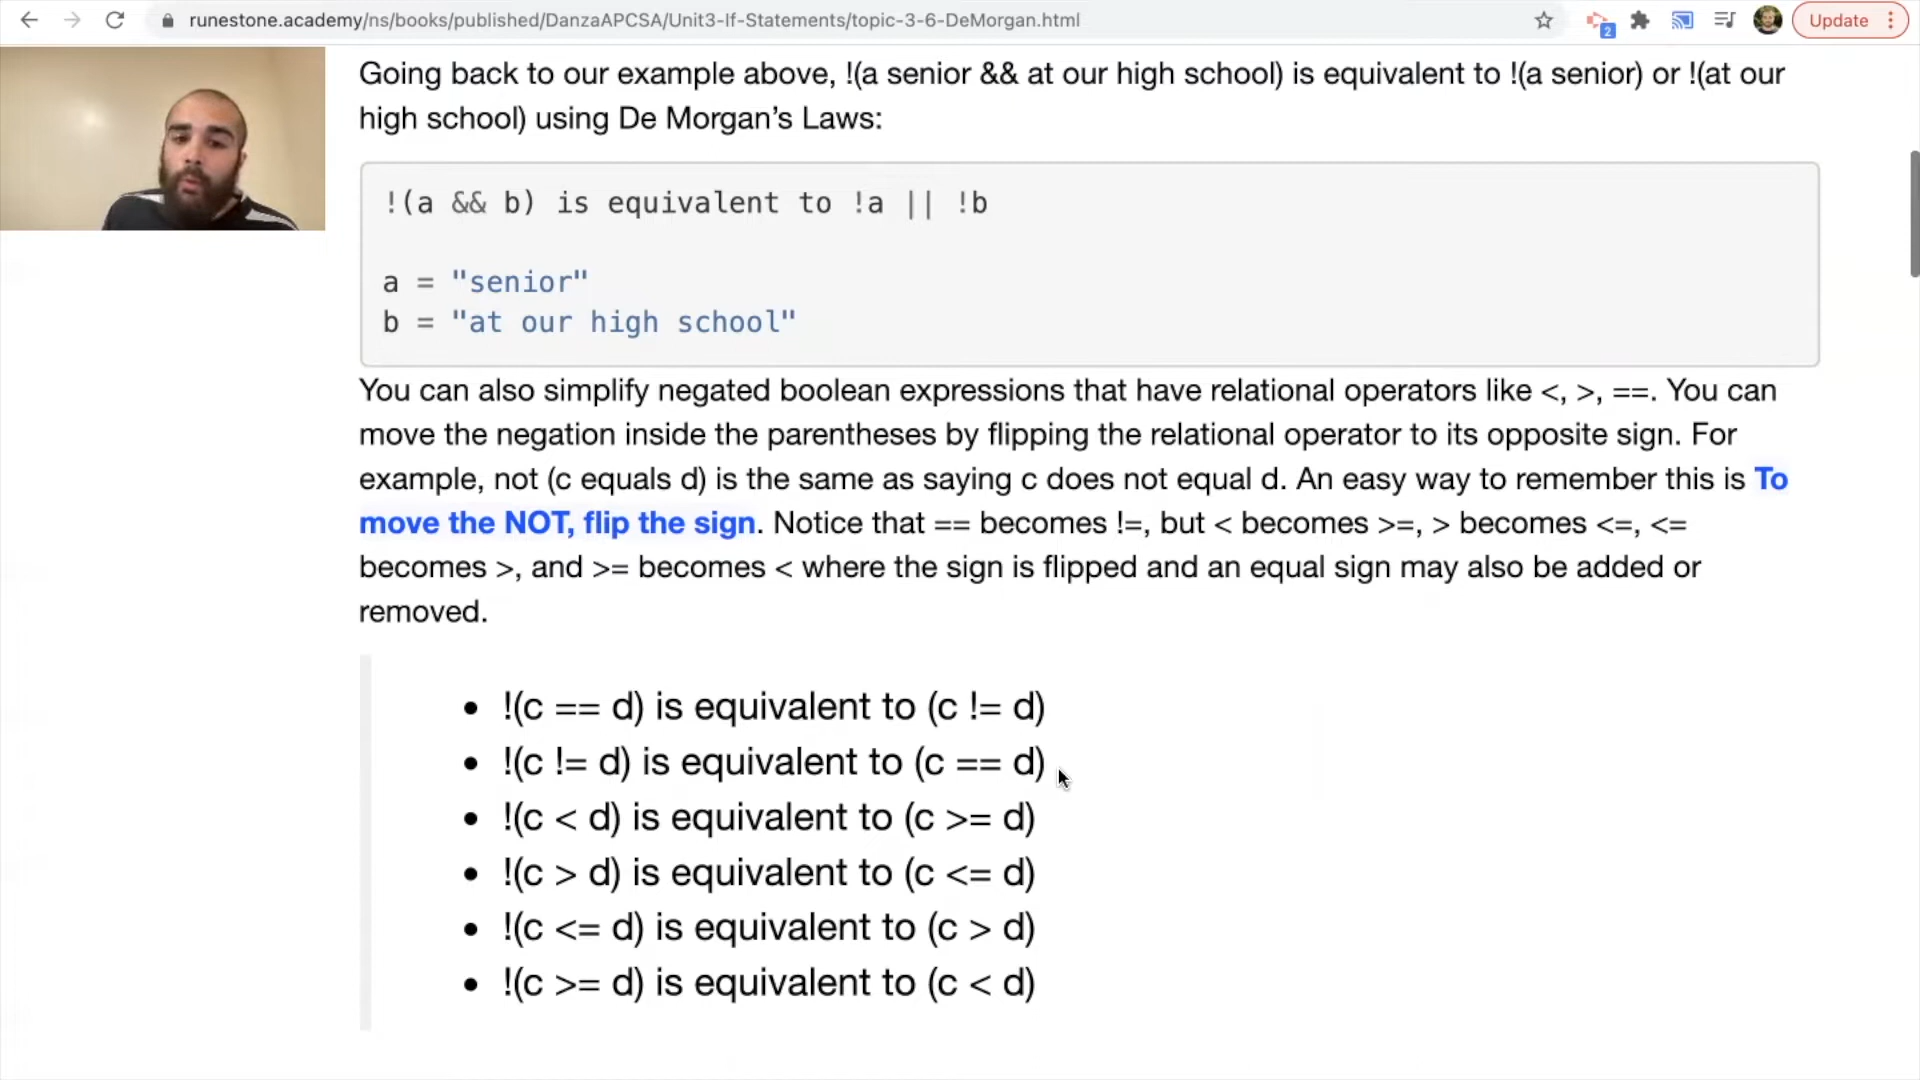 runestone.academy/ns/books/published/DanzaAPCSA/Unit3-If-Statements/topic-3-6-DeMorgan.html
2
Update
Going back to our example above, !(a senior && at our high school) is equivalent to !(a senior) or !(at our
high school) using De Morgan’s Laws:
!(a && b) is equivalent to !a || !b
a = "senior"
b = "at our high school"
You can also simplify negated boolean expressions that have relational operators like <, >, ==. You can
move the negation inside the parentheses by flipping the relational operator to its opposite sign. For
example, not (c equals d) is the same as saying c does not equal d. An easy way to remember this is To
move the NOT, flip the sign. Notice that == becomes !=, but < becomes >=, > becomes <=, <=
becomes >, and >= becomes < where the sign is flipped and an equal sign may also be added or
removed.
• !(c == d) is equivalent to (c != d)
• !(c != d) is equivalent to (c == d)
• !(c < d) is equivalent to (c >= d)
• !(c > d) is equivalent to (c <= d)
• !(c <= d) is equivalent to (c > d)
• !(c >= d) is equivalent to (c < d)